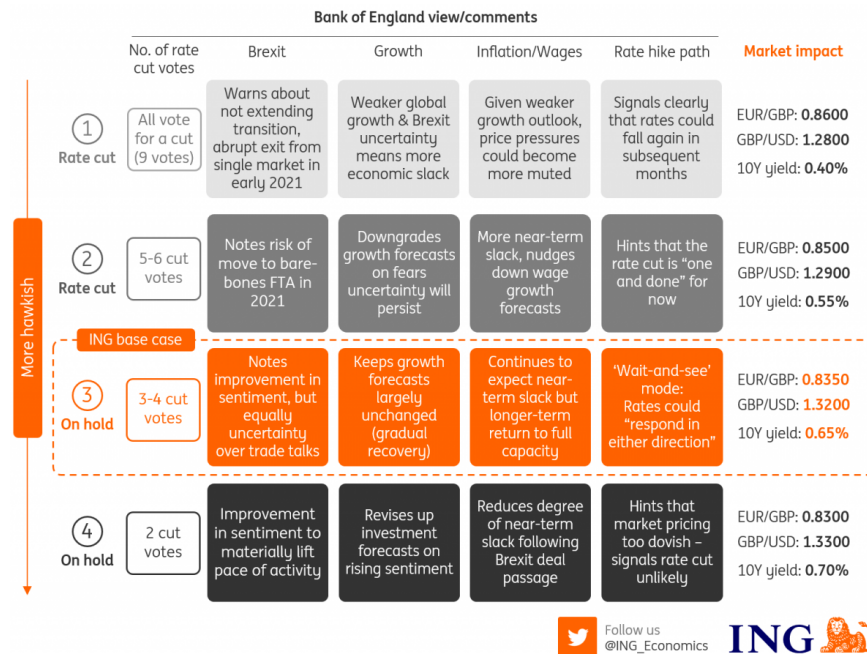 Bank of England view/comments
No. of rate
cut votes
Brexit
Growth
Inflation/Wages
Rate hike path
Market impact
More hawkish
1
Rate cut
All vote
for a cut
(9 votes)
Warns about
not extending
transition,
abrupt exit from
single market in
early 2021
Weaker global
growth & Brexit
uncertainty
means more
economic slack
Given weaker
growth outlook,
price pressures
could become
more muted
Signals clearly
that rates could
fall again in
subsequent
months
EUR/GBP: 0.8600
GBP/USD: 1.2800
10Y yield: 0.40%
2
Rate cut
5-6 cut
votes
Notes risk of
move to bare-
bones FTA in
2021
Downgrades
growth forecasts
on fears
uncertainty will
persist
More near-term
slack, nudges
down wage
growth
forecasts
Hints that the
rate cut is “one
and done” for
now
EUR/GBP: 0.8500
GBP/USD: 1.2900
10Y yield: 0.55%
ING base case
3
On hold
3-4 cut
votes
Notes
improvement in
sentiment, but
equally
uncertainty
over trade talks
Keeps growth
forecasts
largely
unchanged
(gradual
recovery)
Continues to
expect near-
term slack but
longer-term
return to full
capacity
‘Wait-and-see’
mode:
Rates could
“respond in
either direction”
EUR/GBP: 0.8350
GBP/USD: 1.3200
10Y yield: 0.65%
4
On hold
2 cut
votes
Improvement
in sentiment to
materially lift
pace of activity
Revises up
investment
forecasts on
rising sentiment
Reduces degree
of near-term
slack following
Brexit deal
passage
Hints that
market pricing
too dovish –
signals rate cut
unlikely
EUR/GBP: 0.8300
GBP/USD: 1.3300
10Y yield: 0.70%
Follow us
@ING_Economics
ING